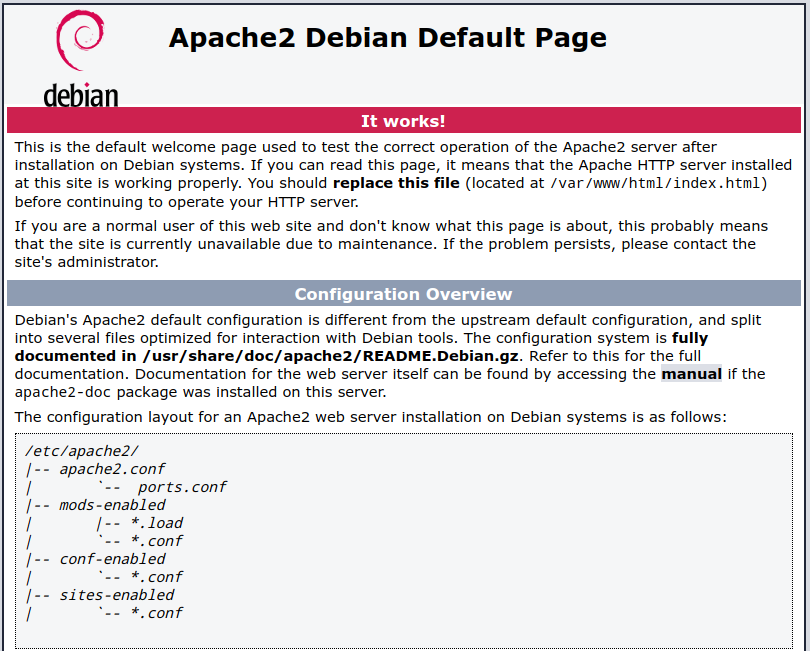 debian
Apache2 Debian Default Page
It works!
This is the default welcome page used to test the correct operation of the Apache2 server after
installation on Debian systems. If you can read this page, it means that the Apache HTTP server installed
at this site is working properly. You should replace this file (located at /var/www/html/index.html)
before continuing to operate your HTTP server.
If you are a normal user of this web site and don't know what this page is about, this probably means
that the site is currently unavailable due to maintenance. If the problem persists, please contact the
site's administrator.
Configuration Overview
Debian's Apache2 default configuration is different from the upstream default configuration, and split
into several files optimized for interaction with Debian tools. The configuration system is fully
documented in /usr/share/doc/apache2/README.Debian.gz. Refer to this for the full
documentation. Documentation for the web server itself can be found by accessing the manual if the
apache2-doc package was installed on this server.
The configuration layout for an Apache2 web server installation on Debian systems is as follows:
/etc/apache2/
|-- apache2.conf
|       `--  ports.conf
|-- mods-enabled
|       |-- *.load
|       `-- *.conf
|-- conf-enabled
|       `-- *.conf
|-- sites-enabled
|       `-- *.conf